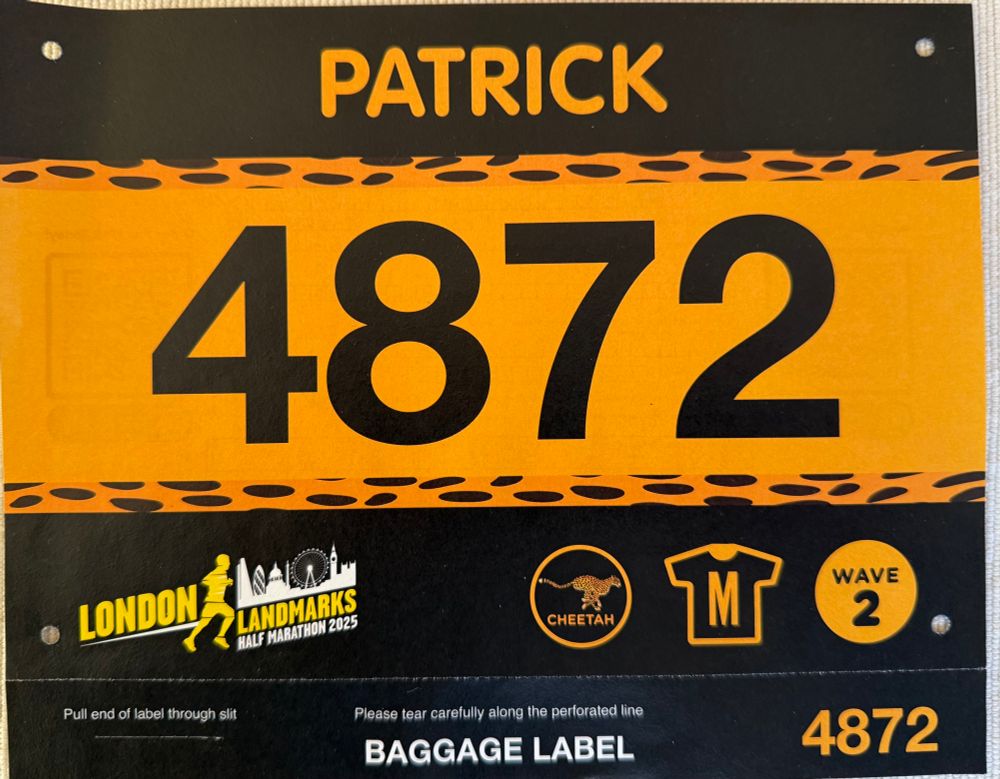 PATRICK
4872
LONDON
LANDMARKS
HALF MARATHON 2025
CHEETAH
M
WAVE
2
Pull end of label through slit
Please tear carefully along the perforated line
BAGGAGE LABEL
4872